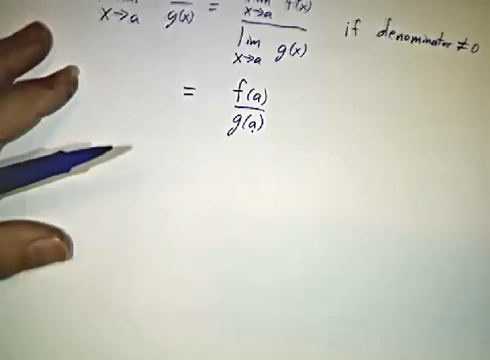 lim f(x)
x→a g(x) = x→a if denominator ≠0
lim g(x)
x→a
= f(a)
g(a)